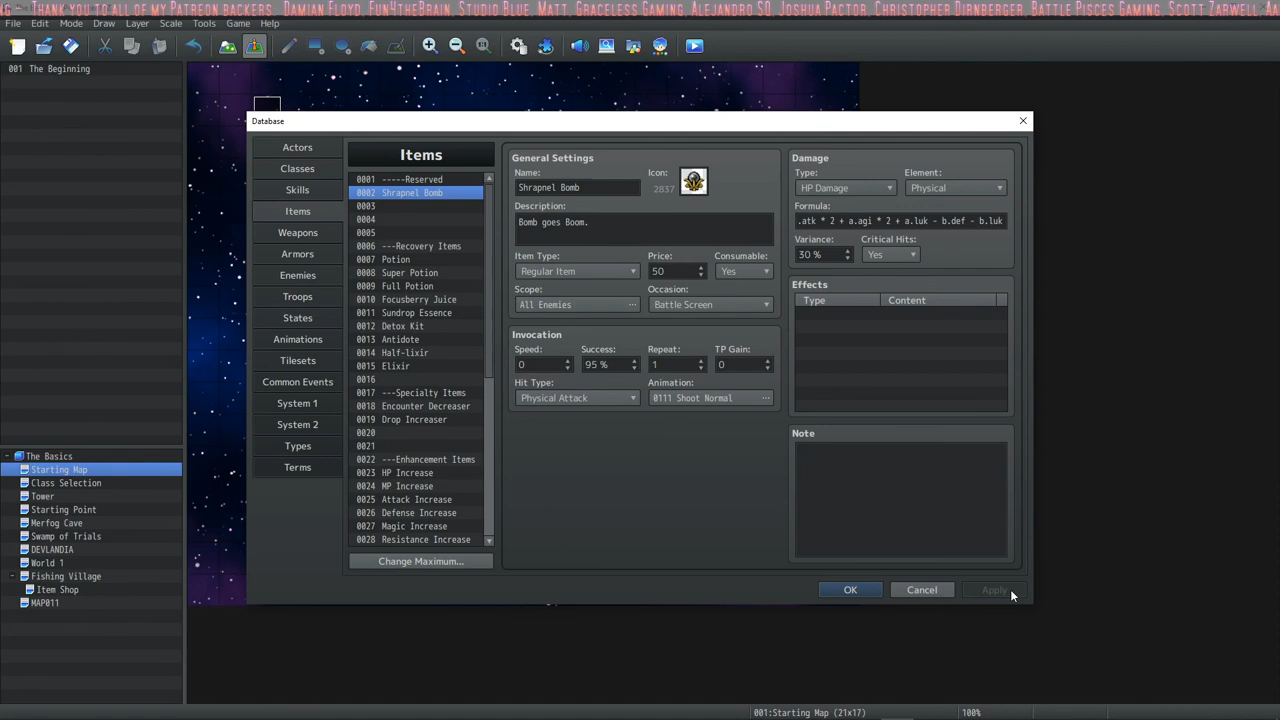 Thank you to all of my Patreon backers Damian Floyd, Fun4TheBrain, Studio Blue, Matt, Graceless Gaming, Alejandro SQ, Joshua Pactor, Christopher Dirnberger, Battle Pisces Gaming, Scott Zarwell
File Edit Mode Draw Layer Scale Tools Game Help
001 The Beginning
Database
Actors
Classes
Skills
Items
Weapons
Armors
Enemies
Troops
States
Animations
Tilesets
Common Events
System 1
System 2
Types
Terms
Items
0001 -----Reserved
0002 Shrapnel Bomb
0003
0004
0005
0006 ---Recovery Items
0007 Potion
0008 Super Potion
0009 Full Potion
0010 Focusberry Juice
0011 Sundrop Essence
0012 Detox Kit
0013 Antidote
0014 Half-lixir
0015 Elixir
0016
0017 ---Specialty Items
0018 Encounter Decreaser
0019 Drop Increaser
0020
0021
0022 ---Enhancement Items
0023 HP Increase
0024 MP Increase
0025 Attack Increase
0026 Defense Increase
0027 Magic Increase
0028 Resistance Increase
Change Maximum...
General Settings
Name: Icon:
Shrapnel Bomb 2837
Description:
Bomb goes Boom.
Item Type: Price: Consumable:
Regular Item 50 Yes
Scope: Occasion:
All Enemies ... Battle Screen
Invocation
Speed: Success: Repeat: TP Gain:
0 95 % 1 0
Hit Type: Animation:
Physical Attack 0111 Shoot Normal ...
Damage
Type: Element:
HP Damage Physical
Formula:
.atk * 2 + a.agi * 2 + a.luk - b.def - b.luk
Variance: Critical Hits:
30 % Yes
Effects
Type Content
Note
OK Cancel Apply
The Basics
Starting Map
Class Selection
Tower
Starting Point
Merfog Cave
Swamp of Trials
DEVLANDIA
World 1
Fishing Village
Item Shop
MAP011
001:Starting Map (21x17) 100%